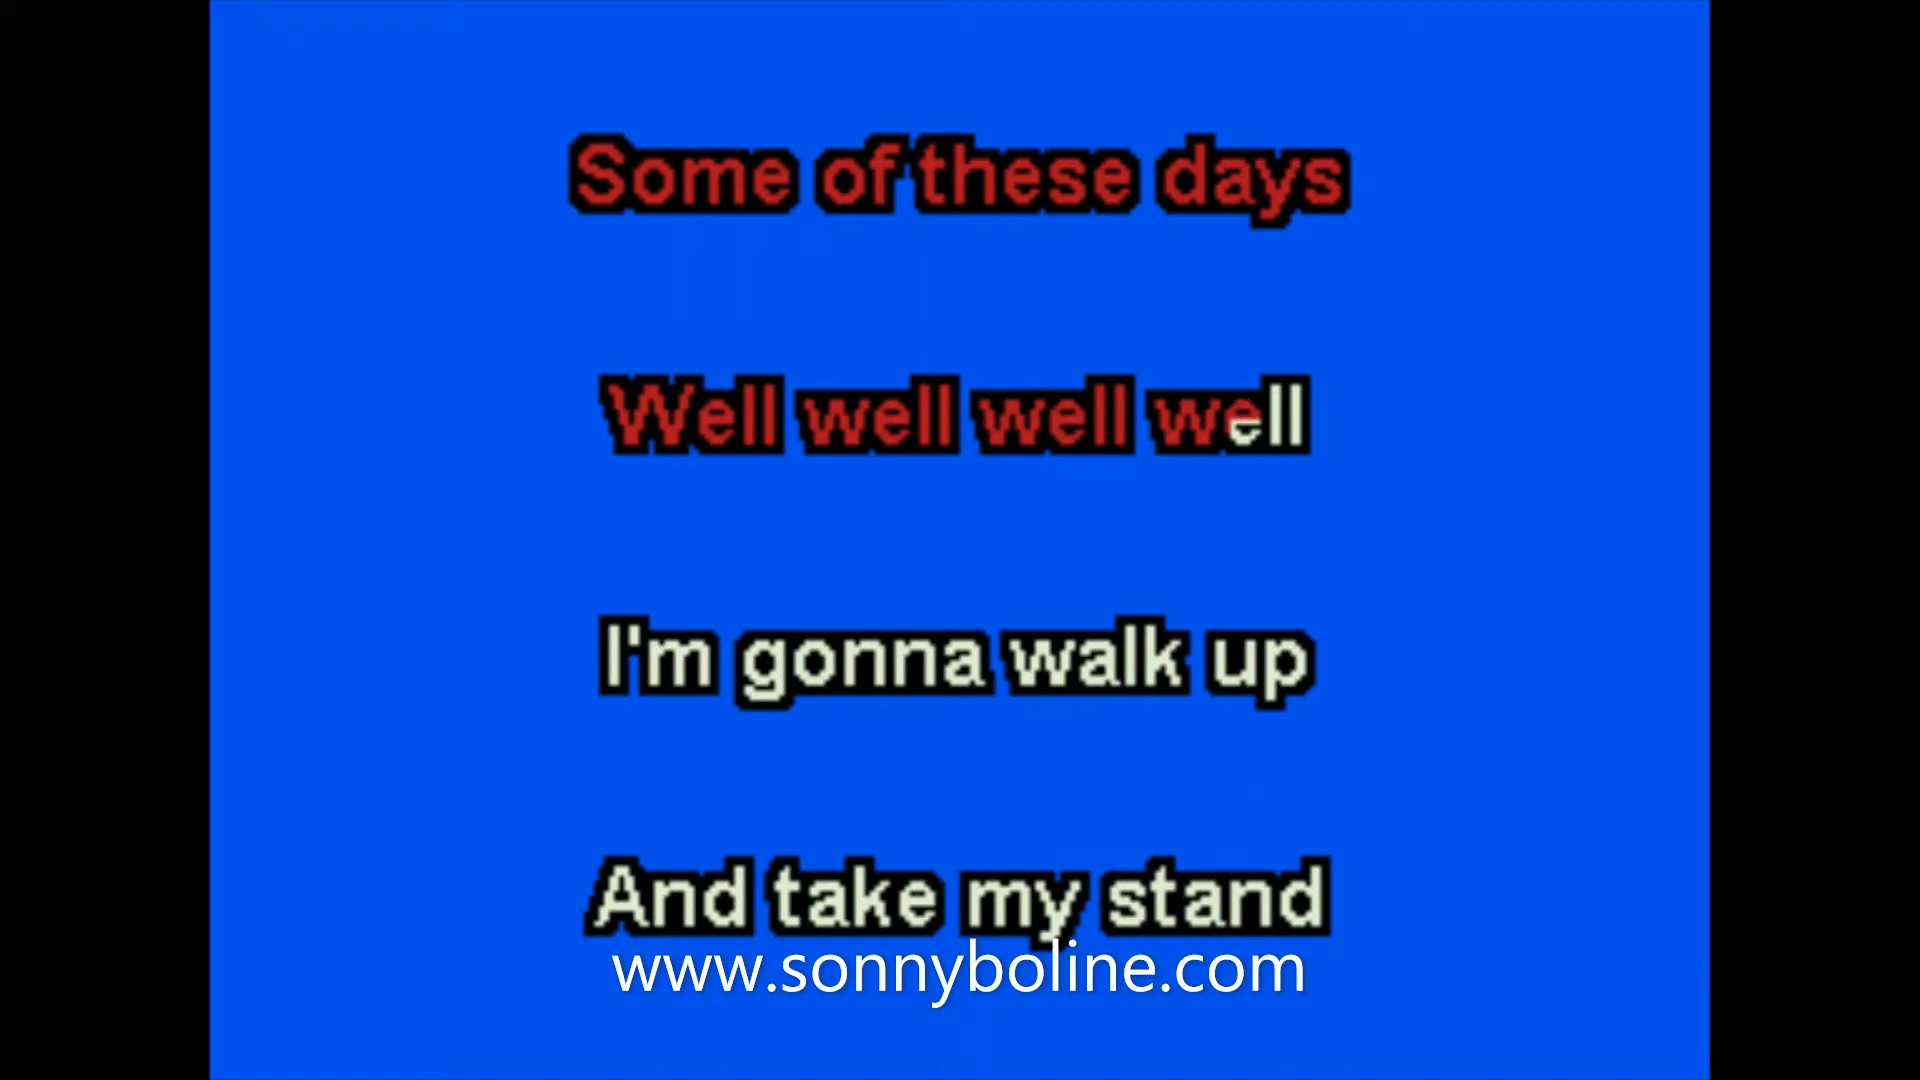 Some of these days
Well well well well
I'm gonna walk up
And take my stand
www.sonnyboline.com